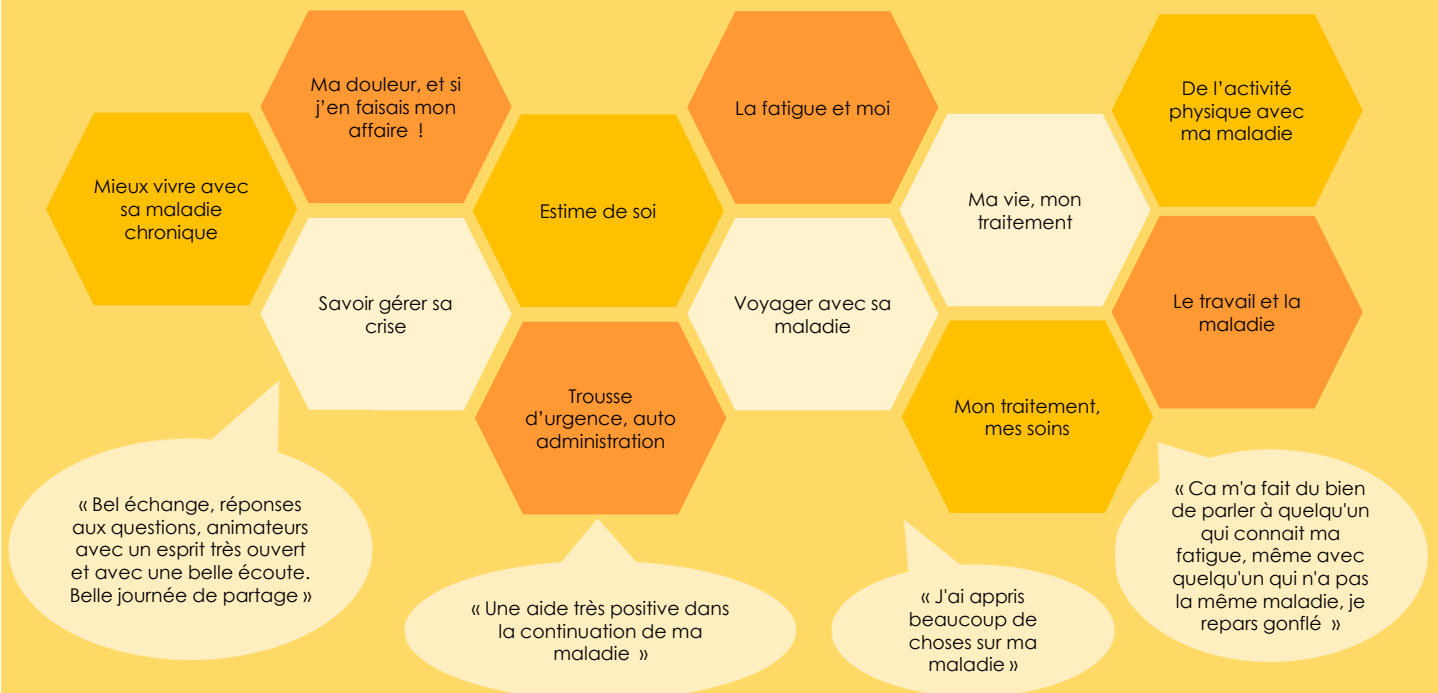 Ma douleur, et si
j'en faisais mon
affaire !
La fatigue et moi
De l'activité
physique avec
ma maladie
Mieux vivre avec
sa maladie
chronique
Estime de soi
Ma vie, mon
traitement
Savoir gérer sa
crise
Voyager avec sa
maladie
Le travail et la
maladie
Trousse
d'urgence, auto
administration
Mon traitement,
mes soins
« Bel échange, réponses
aux questions, animateurs
avec un esprit très ouvert
et avec une belle écoute.
Belle journée de partage »
« Une aide très positive dans
la continuation de ma
maladie »
« J'ai appris
beaucoup de
choses sur ma
maladie »
« Ca m'a fait du bien
de parler à quelqu'un
qui connait ma
fatigue, même avec
quelqu'un qui n'a pas
la même maladie, je
repars gonflé »